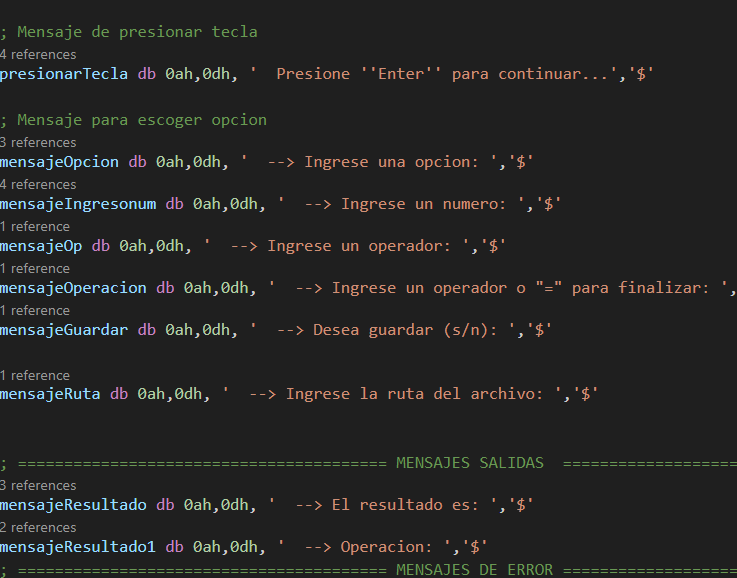 ; Mensaje de presionar tecla
4 references
presionarTecla db 0ah,0dh, '  Presione ''Enter'' para continuar...','$'
; Mensaje para escoger opcion
3 references
mensajeOpcion db 0ah,0dh, '  --> Ingrese una opcion: ','$'
4 references
mensajeIngresonum db 0ah,0dh, '  --> Ingrese un numero: ','$'
1 reference
mensajeOp db 0ah,0dh, '  --> Ingrese un operador: ','$'
1 reference
mensajeOperacion db 0ah,0dh, '  --> Ingrese un operador o "=" para finalizar: ',
1 reference
mensajeGuardar db 0ah,0dh, '  --> Desea guardar (s/n): ','$'
1 reference
mensajeRuta db 0ah,0dh, '  --> Ingrese la ruta del archivo: ','$'
; ======================================== MENSAJES SALIDAS  ===================
3 references
mensajeResultado db 0ah,0dh, '  --> El resultado es: ','$'
2 references
mensajeResultado1 db 0ah,0dh, '  --> Operacion: ','$'
; ======================================== MENSAJES DE ERROR ===================